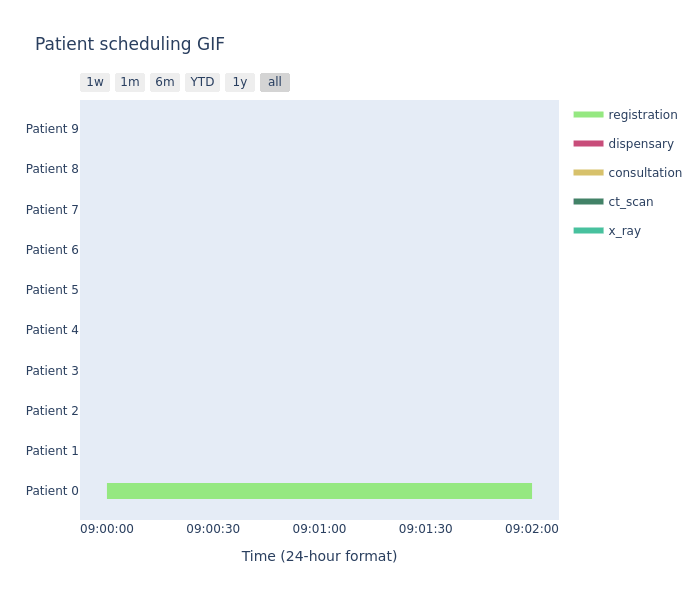 Patient scheduling GIF
1w 1m 6m YTD 1y all
registration
dispensary
consultation
ct_scan
x_ray
Patient 9
Patient 8
Patient 7
Patient 6
Patient 5
Patient 4
Patient 3
Patient 2
Patient 1
Patient 0
09:00:00 09:00:30 09:01:00 09:01:30 09:02:00
Time (24-hour format)